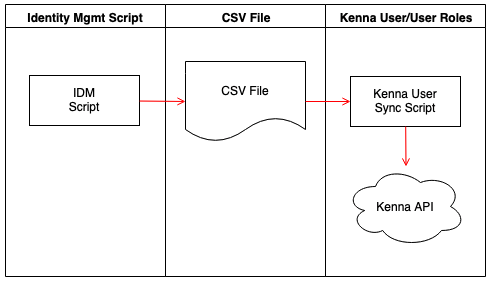 Identity Mgmt Script
CSV File
Kenna User/User Roles
IDM
Script
CSV File
Kenna User
Sync Script
Kenna API